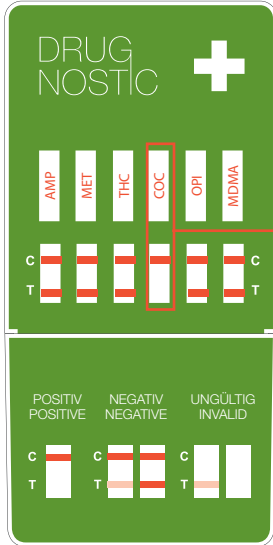 DRUG
NOSTIC
AMP MET THC COC OPI MDMA
C C
T T
POSITIV NEGATIV UNGÜLTIG
POSITIVE NEGATIVE INVALID
C C C
T T T